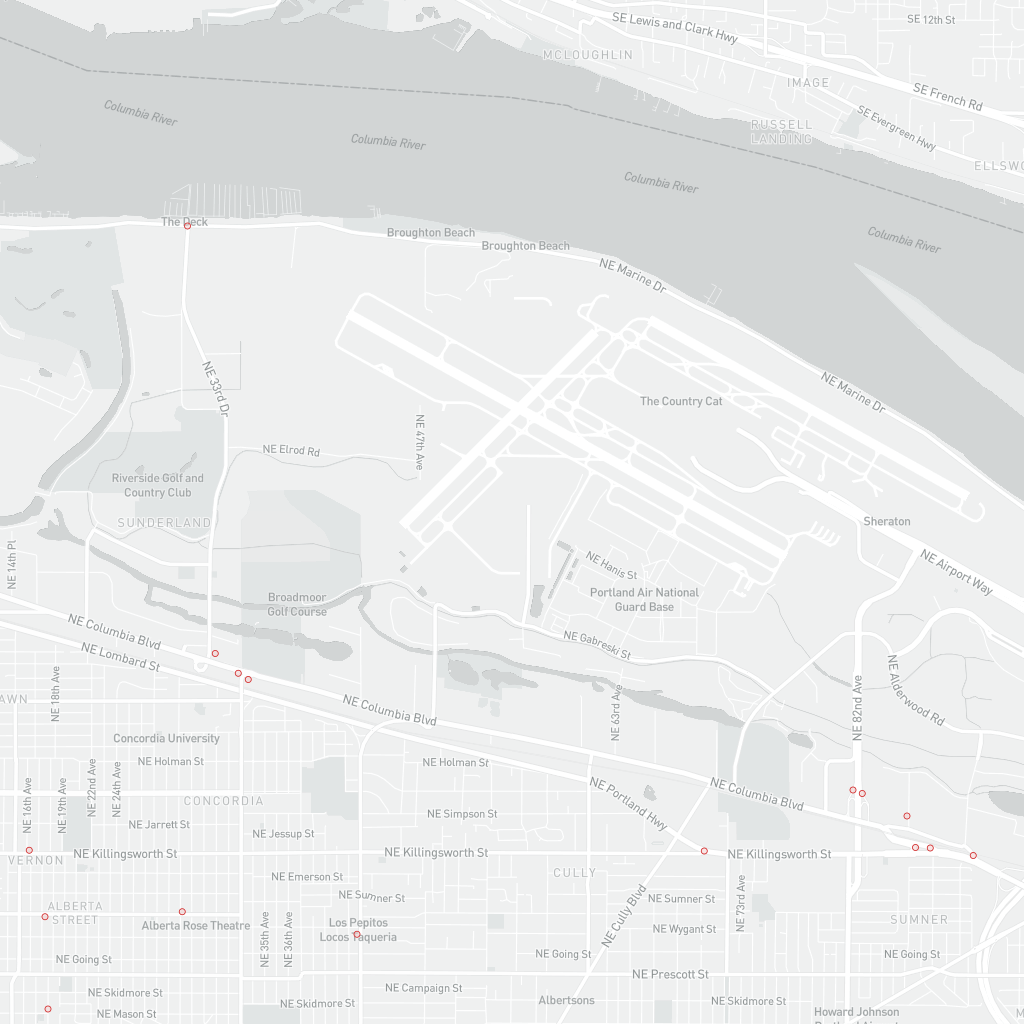 SE Lewis and Clark Hwy
SE 12th St
MCLOUGHLIN
IMAGE
SE French Rd
Columbia River
Columbia River
RUSSELL
LANDING
SE Evergreen Hwy
Columbia River
The Deck
Broughton Beach
Broughton Beach
Columbia River
NE Marine Dr
NE 33rd Dr
NE Marine Dr
The Country Cat
NE 47th Ave
NE Elrod Rd
Riverside Golf and
Country Club
SUNDERLAND
Sheraton
NE 14th Pl
NE Hanis St
NE Airport Way
Portland Air National
Guard Base
Broadmoor
Golf Course
NE Columbia Blvd
NE Lombard St
NE Gabreski St
NE 18th Ave
NE Alderwood Rd
NE 82nd Ave
NE Columbia Blvd
NE 63rd Ave
Concordia University
NE Holman St
NE Holman St
NE 16th Ave
NE 19th Ave
NE 22nd Ave
NE 24th Ave
CONCORDIA
NE Portland Hwy
NE Columbia Blvd
NE Simpson St
NE Jarrett St
NE Jessup St
VERNON
NE Killingsworth St
NE Killingsworth St
NE Killingsworth St
CULLY
NE Emerson St
NE Sumner St
NE Sumner St
NE 73rd Ave
ALBERTA
STREET
Alberta Rose Theatre
NE 35th Ave
NE 36th Ave
Los Pepitos
Locos Taqueria
NE Cully Blvd
NE Wygant St
SUMNER
NE Going St
NE Going St
NE Going St
NE Prescott St
NE Skidmore St
NE Campaign St
NE Skidmore St
Albertsons
NE Skidmore St
NE Mason St
Howard Johnson